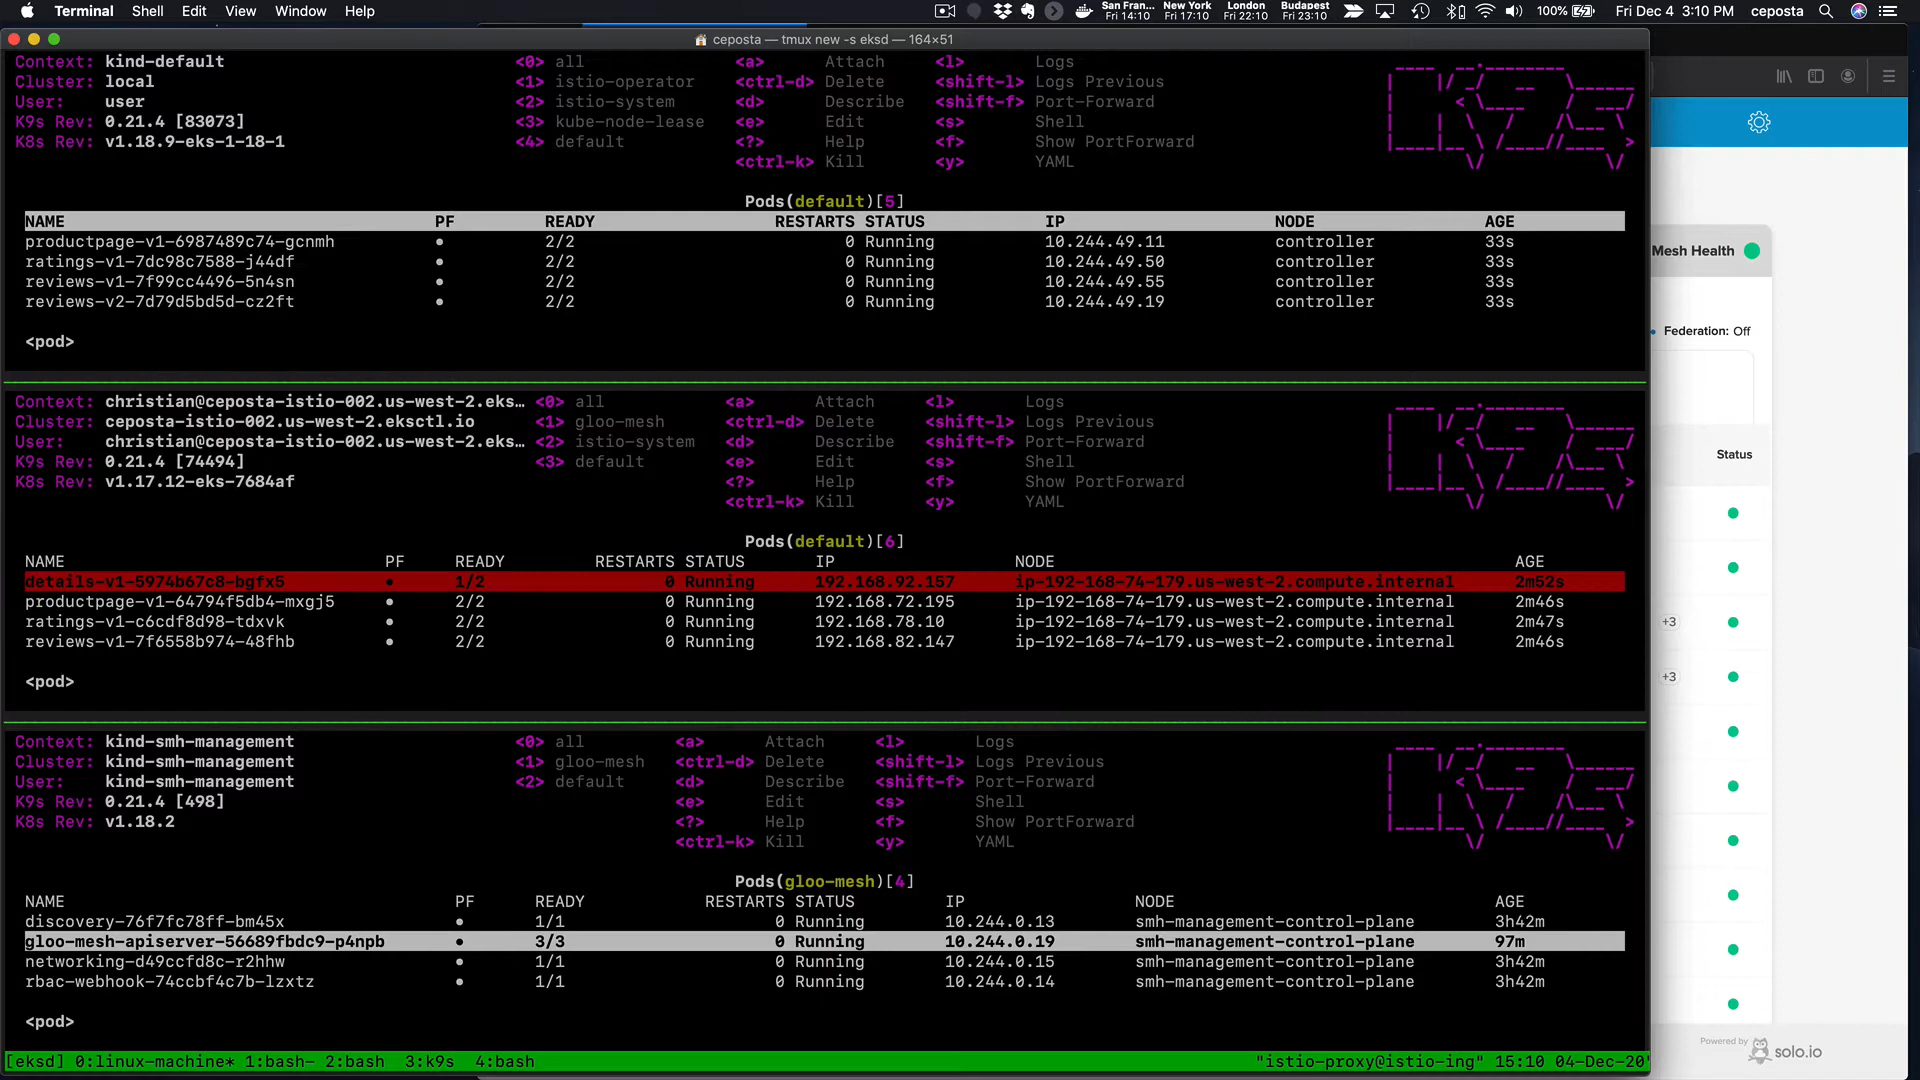 Terminal Shell Edit View Window Help San Fran... Fri 14:10 New York Fri 17:10 London Fri 22:10 Budapest Fri 23:10 100% Fri Dec 4 3:10 PM ceposta
ceposta — tmux new -s eksd — 164×51
Context: kind-default <0> all <a> Attach <l> Logs
Cluster: local <1> istio-operator <ctrl-d> Delete <shift-l> Logs Previous
User: user <2> istio-system <d> Describe <shift-f> Port-Forward
K9s Rev: 0.21.4 [83073] <3> kube-node-lease <e> Edit <s> Shell
K8s Rev: v1.18.9-eks-1-18-1 <4> default <?> Help <f> Show PortForward
<ctrl-k> Kill <y> YAML
Pods(default)[5]
NAME PF READY RESTARTS STATUS IP NODE AGE
productpage-v1-6987489c74-gcnmh ● 2/2 0 Running 10.244.49.11 controller 33s
ratings-v1-7dc98c7588-j44df ● 2/2 0 Running 10.244.49.50 controller 33s
reviews-v1-7f99cc4496-5n4sn ● 2/2 0 Running 10.244.49.55 controller 33s
reviews-v2-7d79d5bd5d-cz2ft ● 2/2 0 Running 10.244.49.19 controller 33s
<pod>
Context: christian@ceposta-istio-002.us-west-2.eks… <0> all <a> Attach <l> Logs
Cluster: ceposta-istio-002.us-west-2.eksctl.io <1> gloo-mesh <ctrl-d> Delete <shift-l> Logs Previous
User: christian@ceposta-istio-002.us-west-2.eks… <2> istio-system <d> Describe <shift-f> Port-Forward
K9s Rev: 0.21.4 [74494] <3> default <e> Edit <s> Shell
K8s Rev: v1.17.12-eks-7684af <?> Help <f> Show PortForward
<ctrl-k> Kill <y> YAML
Pods(default)[6]
NAME PF READY RESTARTS STATUS IP NODE AGE
details-v1-5974b67c8-bgfx5 ● 1/2 0 Running 192.168.92.157 ip-192-168-74-179.us-west-2.compute.internal 2m52s
productpage-v1-64794f5db4-mxgj5 ● 2/2 0 Running 192.168.72.195 ip-192-168-74-179.us-west-2.compute.internal 2m46s
ratings-v1-c6cdf8d98-tdxvk ● 2/2 0 Running 192.168.78.10 ip-192-168-74-179.us-west-2.compute.internal 2m47s
reviews-v1-7f6558b974-48fhb ● 2/2 0 Running 192.168.82.147 ip-192-168-74-179.us-west-2.compute.internal 2m46s
<pod>
Context: kind-smh-management <0> all <a> Attach <l> Logs
Cluster: kind-smh-management <1> gloo-mesh <ctrl-d> Delete <shift-l> Logs Previous
User: kind-smh-management <2> default <d> Describe <shift-f> Port-Forward
K9s Rev: 0.21.4 [498] <e> Edit <s> Shell
K8s Rev: v1.18.2 <?> Help <f> Show PortForward
<ctrl-k> Kill <y> YAML
Pods(gloo-mesh)[4]
NAME PF READY RESTARTS STATUS IP NODE AGE
discovery-76f7fc78ff-bm45x ● 1/1 0 Running 10.244.0.13 smh-management-control-plane 3h42m
gloo-mesh-apiserver-56689fbdc9-p4npb ● 3/3 0 Running 10.244.0.19 smh-management-control-plane 97m
networking-d49ccfd8c-r2hhw ● 1/1 0 Running 10.244.0.15 smh-management-control-plane 3h42m
rbac-webhook-74ccbf4c7b-lzxtz ● 1/1 0 Running 10.244.0.14 smh-management-control-plane 3h42m
<pod>
[eksd] 0:linux-machine* 1:bash- 2:bash 3:k9s 4:bash "istio-proxy@istio-ing" 15:10 04-Dec-20
Mesh Health
Federation: Off
Status
+3
+3
Powered by
solo.io